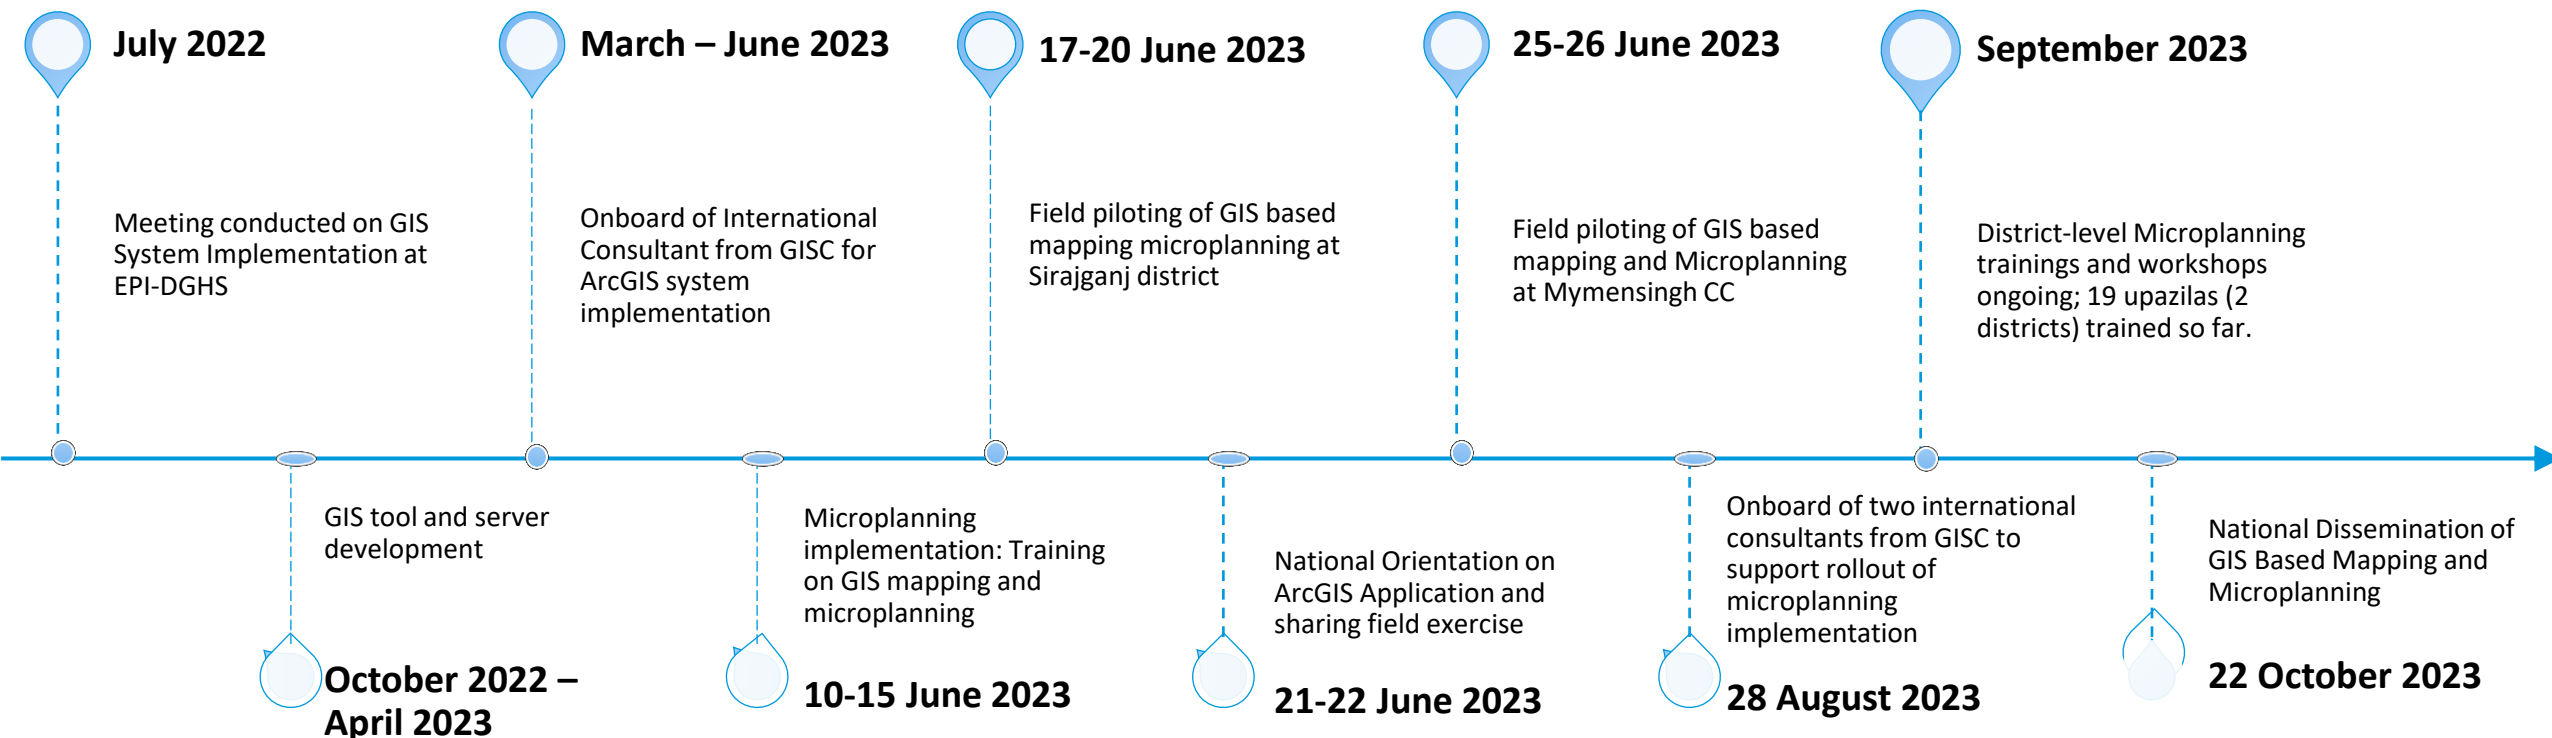 July 2022
Meeting conducted on GIS
System Implementation at
EPI-DGHS
GIS tool and server
development
October 2022 –
April 2023
March – June 2023
Onboard of International
Consultant from GISC for
ArcGIS system
implementation
Microplanning
implementation: Training
on GIS mapping and
microplanning
10-15 June 2023
17-20 June 2023
Field piloting of GIS based
mapping microplanning at
Sirajganj district
National Orientation on
ArcGIS Application and
sharing field exercise
21-22 June 2023
25-26 June 2023
Field piloting of GIS based
mapping and Microplanning
at Mymensingh CC
Onboard of two international
consultants from GISC to
support rollout of
microplanning
implementation
28 August 2023
September 2023
District-level Microplanning
trainings and workshops
ongoing; 19 upazilas (2
districts) trained so far.
National Dissemination of
GIS Based Mapping and
Microplanning
22 October 2023